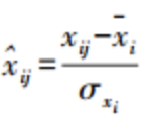 x̂ᵢⱼ = (xᵢⱼ − x̄ᵢ) / σₓᵢ